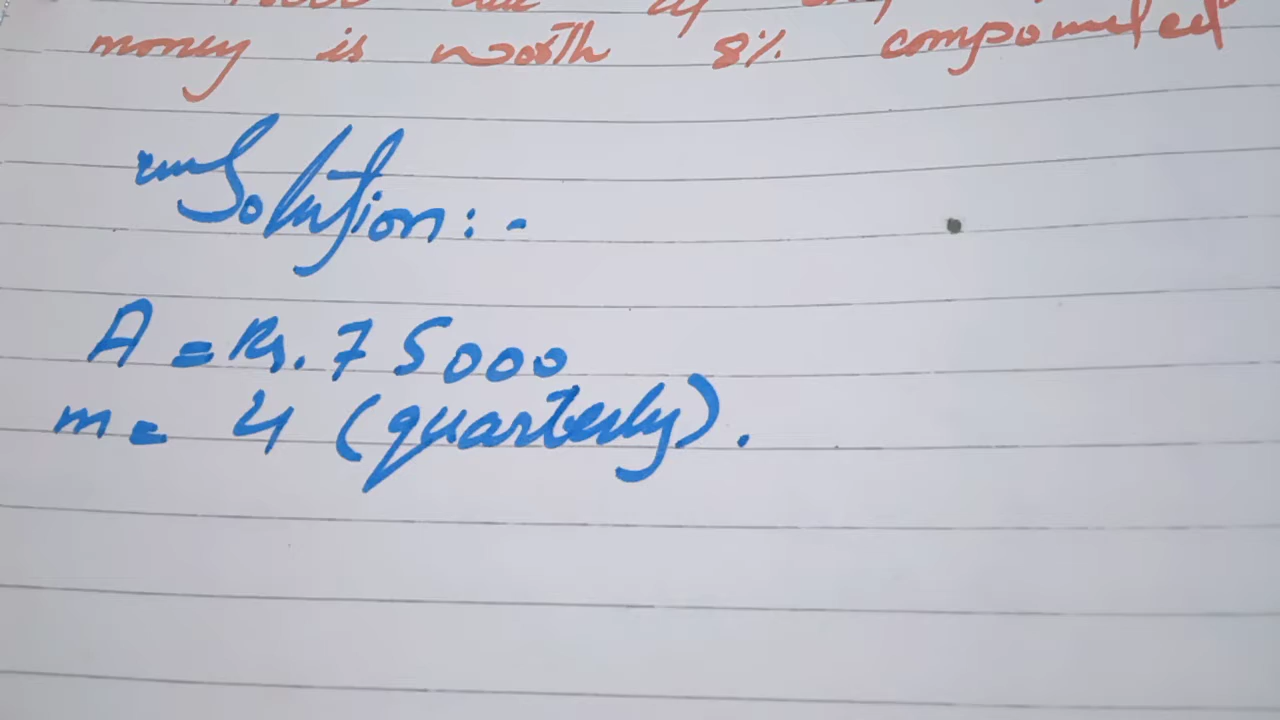 money is worth 8% compounded
Solution:-
A = Rs. 75000
m = 4 (quarterly).